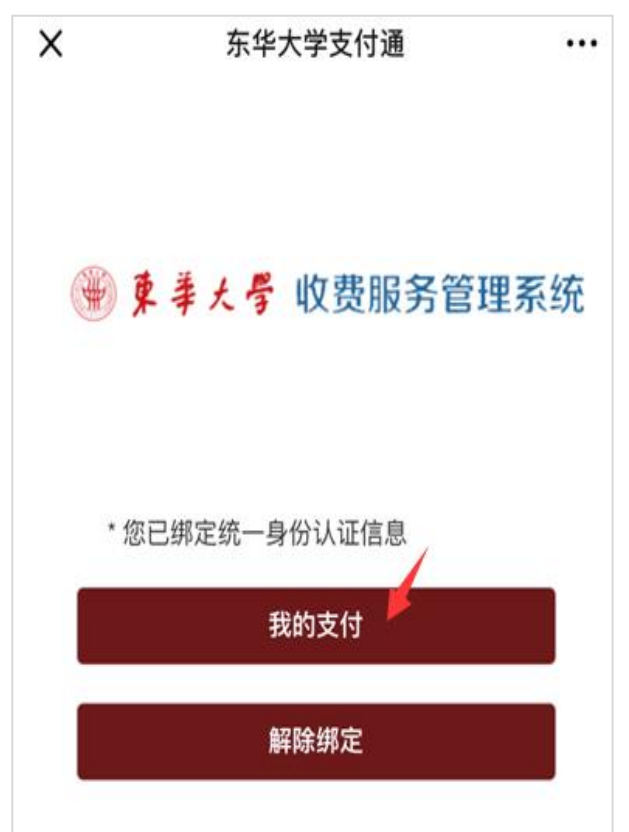 东华大学支付通
東華大學 收费服务管理系统
* 您已绑定统一身份认证信息
我的支付
解除绑定